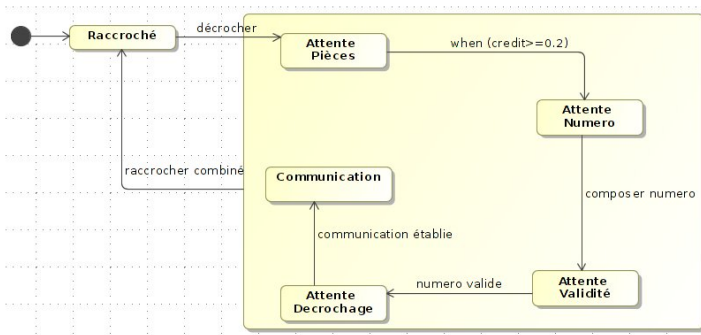 Raccroché
décrocher
Attente
Pièces
when (credit>=0.2)
Attente
Numero
raccrocher combiné
Communication
composer numero
communication établie
Attente
Decrochage
numero valide
Attente
Validité